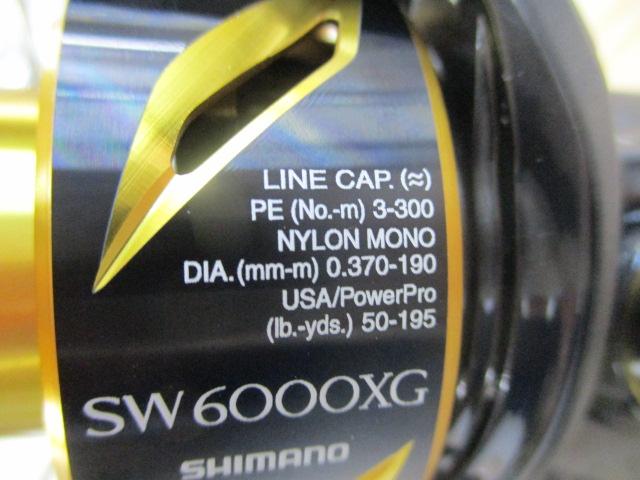 LINE CAP. (≈)
PE (No.-m) 3-300
NYLON MONO
DIA. (mm-m) 0.370-190
USA/PowerPro
(lb.-yds.) 50-195
SW 6000XG
SHIMANO